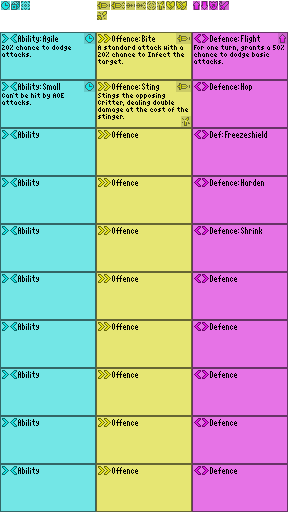 Ability: Agile
20% chance to dodge
attacks.
Offence: Bite
A standard attack with a
20% chance to Infect the
target.
Defence: Flight
For one turn, grants a 50%
chance to dodge basic
attacks.
Ability: Small
Can't be hit by AOE
attacks.
Offence: Sting
Stings the opposing
Critter, dealing double
damage at the cost of the
stinger.
Defence: Hop
Ability
Offence
Def: Freezeshield
Ability
Offence
Defence: Harden
Ability
Offence
Defence: Shrink
Ability
Offence
Defence
Ability
Offence
Defence
Ability
Offence
Defence
Ability
Offence
Defence
Ability
Offence
Defence